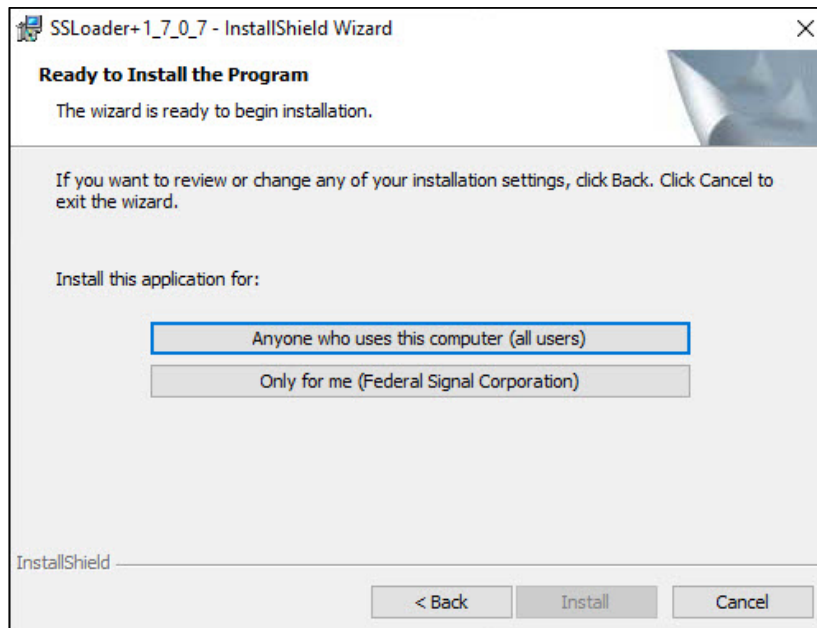 SSLoader+1_7_0_7 - InstallShield Wizard
Ready to Install the Program
The wizard is ready to begin installation.
If you want to review or change any of your installation settings, click Back. Click Cancel to
exit the wizard.
Install this application for:
Anyone who uses this computer (all users)
Only for me (Federal Signal Corporation)
InstallShield
< Back
Install
Cancel